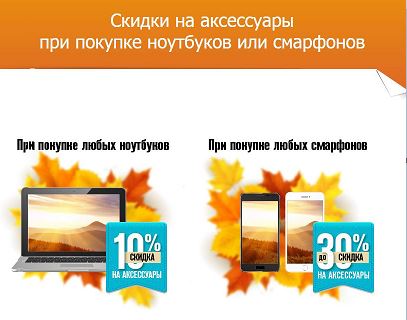 Скидки на аксессуары
при покупке ноутбуков или смарфонов
При покупке любых ноутбуков
При покупке любых смарфонов
10%
СКИДКА
НА АКСЕССУАРЫ
30%
ДО СКИДКА
НА АКСЕССУАРЫ